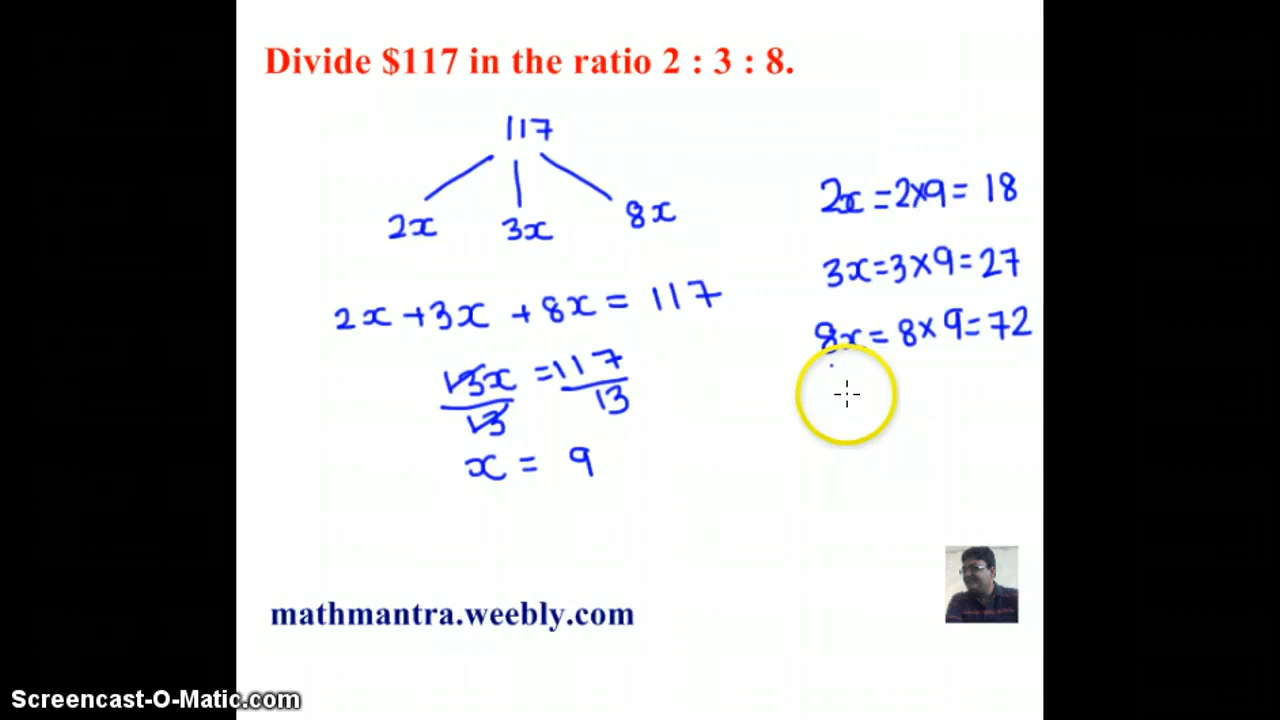 Divide $117 in the ratio 2 : 3 : 8.
117
2x 3x 8x
2x + 3x + 8x = 117
13x = 117
13 13
x = 9
2x = 2×9 = 18
3x = 3×9 = 27
8x = 8×9 = 72
mathmantra.weebly.com
Screencast-O-Matic.com